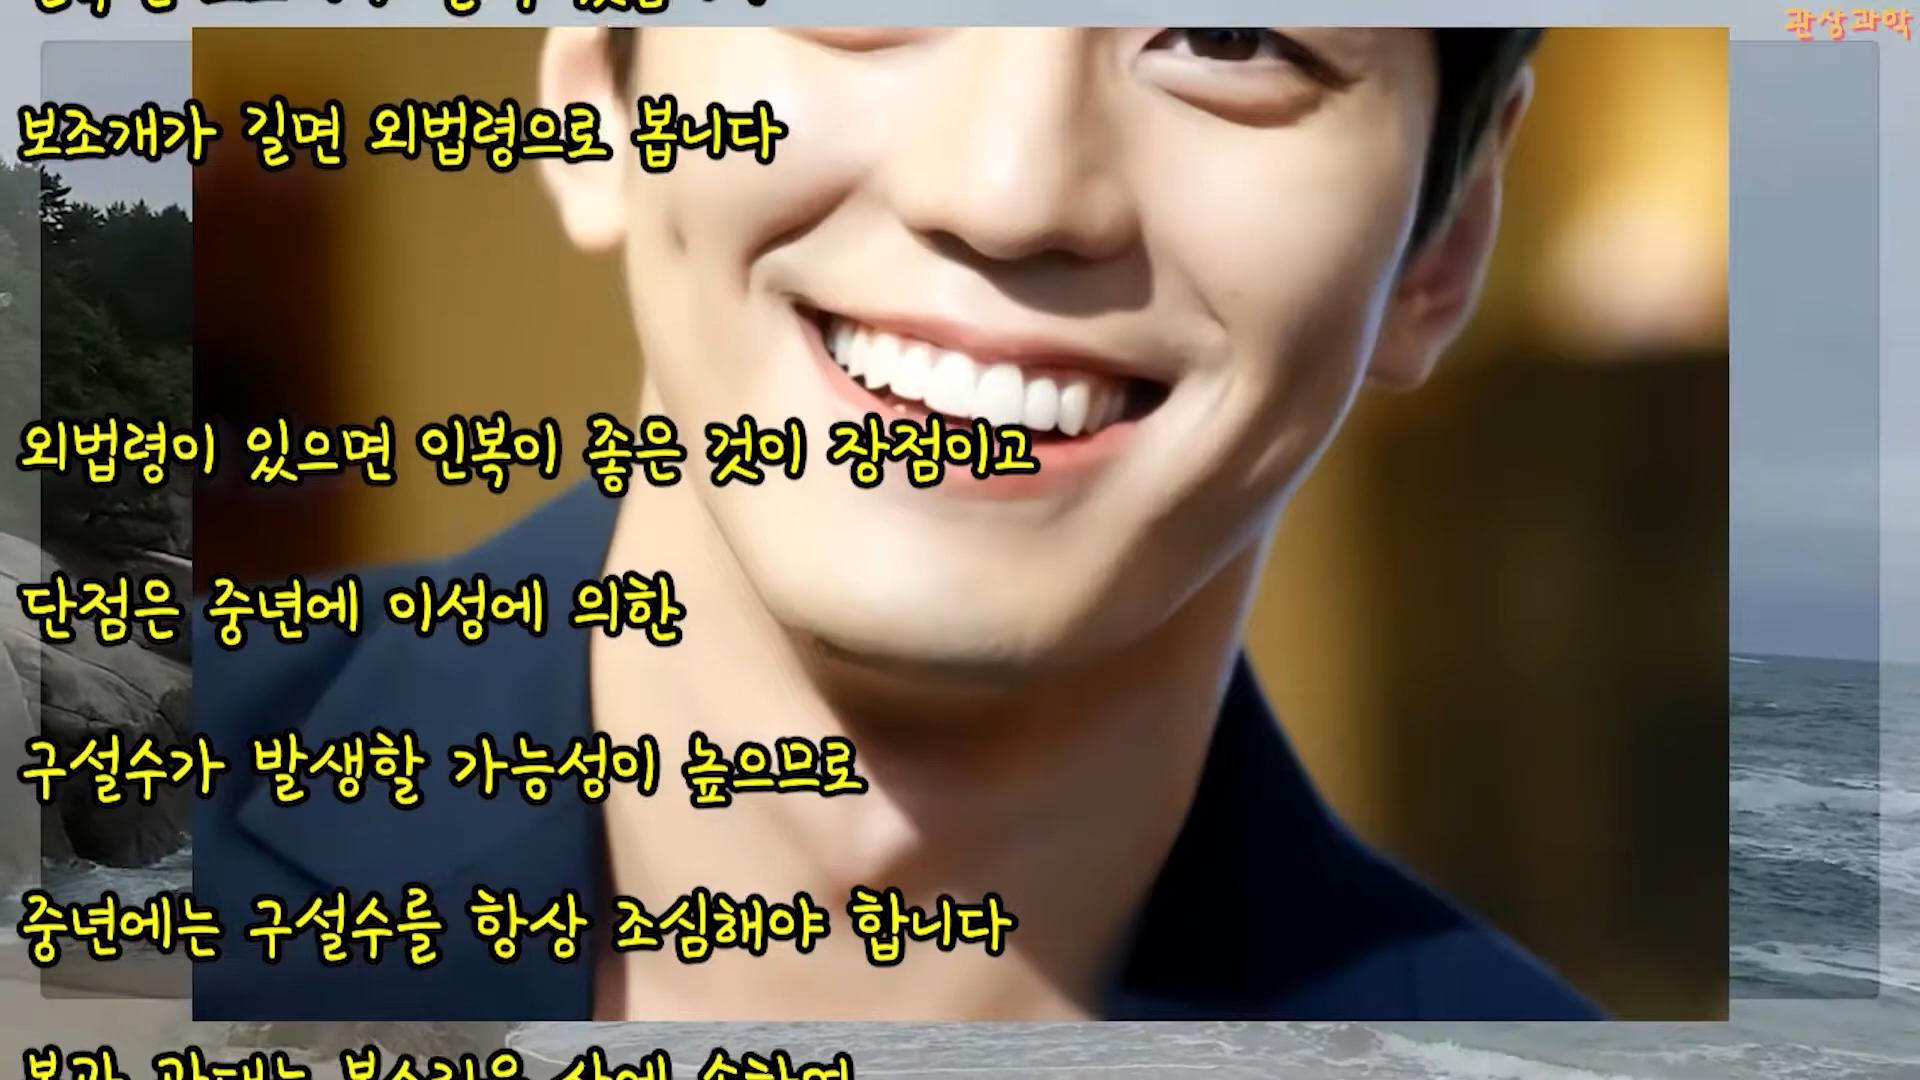 관상과학
보조개가 길면 외법령으로 봅니다
외법령이 있으면 인복이 좋은 것이 장점이고
단점은 중년에 이성에 의한
구설수가 발생할 가능성이 높으므로
중년에는 구설수를 항상 조심해야 합니다